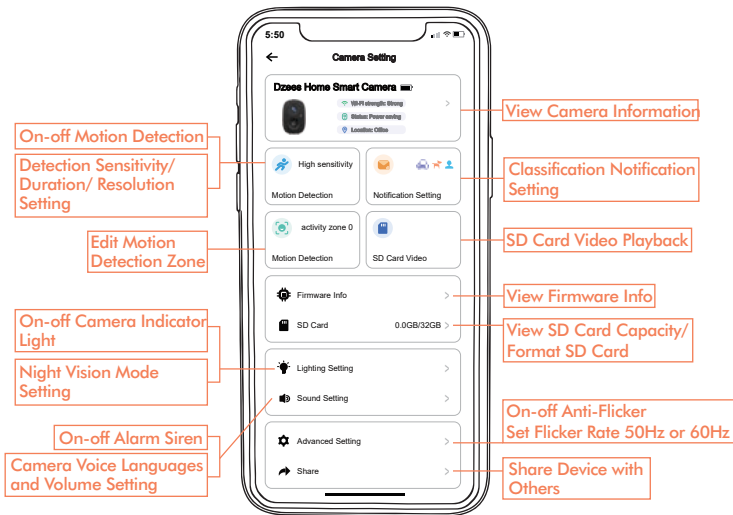 5:50
Camera Setting
Dzees Home Smart Camera
Wi-Fi strength: Strong
Status: Power saving
Location: Office
High sensitivity
Motion Detection
Notification Setting
activity zone 0
Motion Detection
SD Card Video
Firmware Info
SD Card
0.0GB/32GB
Lighting Setting
Sound Setting
Advanced Setting
Share
On-off Motion Detection
Detection Sensitivity/
Duration/ Resolution
Setting
Edit Motion
Detection Zone
On-off Camera Indicator
Light
Night Vision Mode
Setting
On-off Alarm Siren
Camera Voice Languages
and Volume Setting
View Camera Information
Classification Notification
Setting
SD Card Video Playback
View Firmware Info
View SD Card Capacity/
Format SD Card
On-off Anti-Flicker
Set Flicker Rate 50Hz or 60Hz
Share Device with
Others